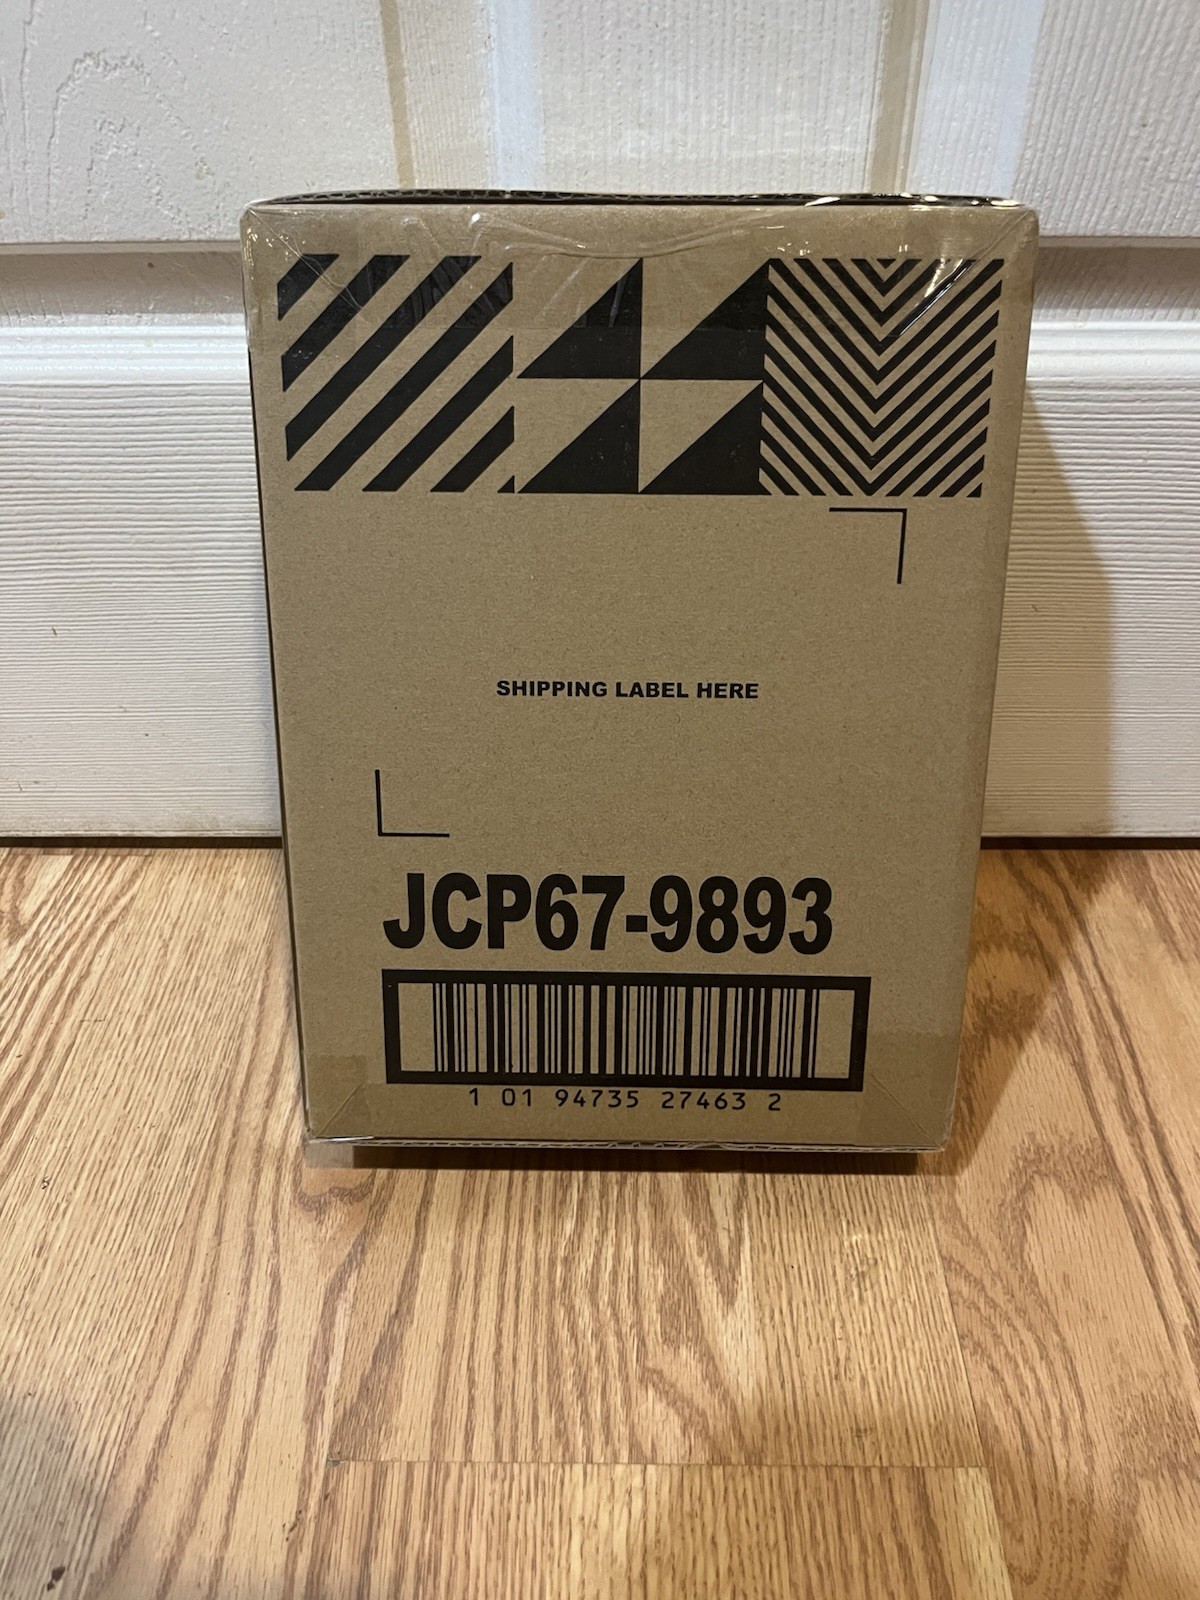 SHIPPING LABEL HERE
JCP67-9893
1 01 94735 27463 2